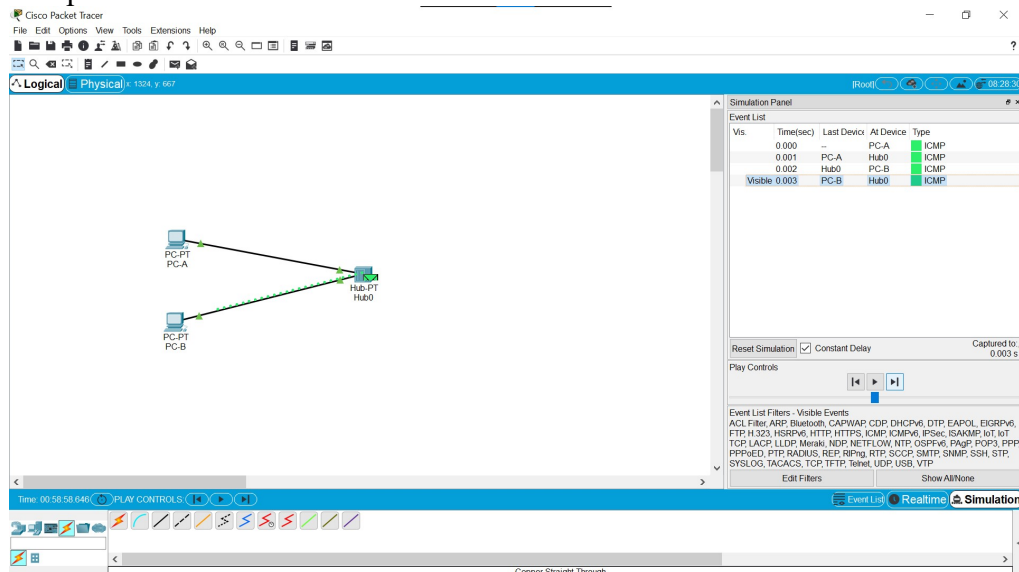 Cisco Packet Tracer
File Edit Options View Tools Extensions Help
?
Logical Physical x: 1324, y: 667 [Root] 08:28:30
Simulation Panel
Event List
Vis. Time(sec) Last Device At Device Type
0.000 -- PC-A ICMP
0.001 PC-A Hub0 ICMP
0.002 Hub0 PC-B ICMP
Visible 0.003 PC-B Hub0 ICMP
PC-PT
PC-A
Hub-PT
Hub0
PC-PT
PC-B
Reset Simulation Constant Delay Captured to:
0.003 s
Play Controls
Event List Filters - Visible Events
ACL Filter, ARP, Bluetooth, CAPWAP, CDP, DHCPv6, DTP, EAPOL, EIGRPv6,
FTP, H.323, HSRPv6, HTTP, HTTPS, ICMP, ICMPv6, IPSec, ISAKMP, IoT, IoT
TCP, LACP, LLDP, Meraki, NDP, NETFLOW, NTP, OSPFv6, PAgP, POP3, PPP,
PPPoED, PTP, RADIUS, REP, RIPng, RTP, SCCP, SMTP, SNMP, SSH, STP,
SYSLOG, TACACS, TCP, TFTP, Telnet, UDP, USB, VTP
Edit Filters Show All/None
Time: 00:58:58.646 PLAY CONTROLS: Event List Realtime Simulation
Copper Straight-Through